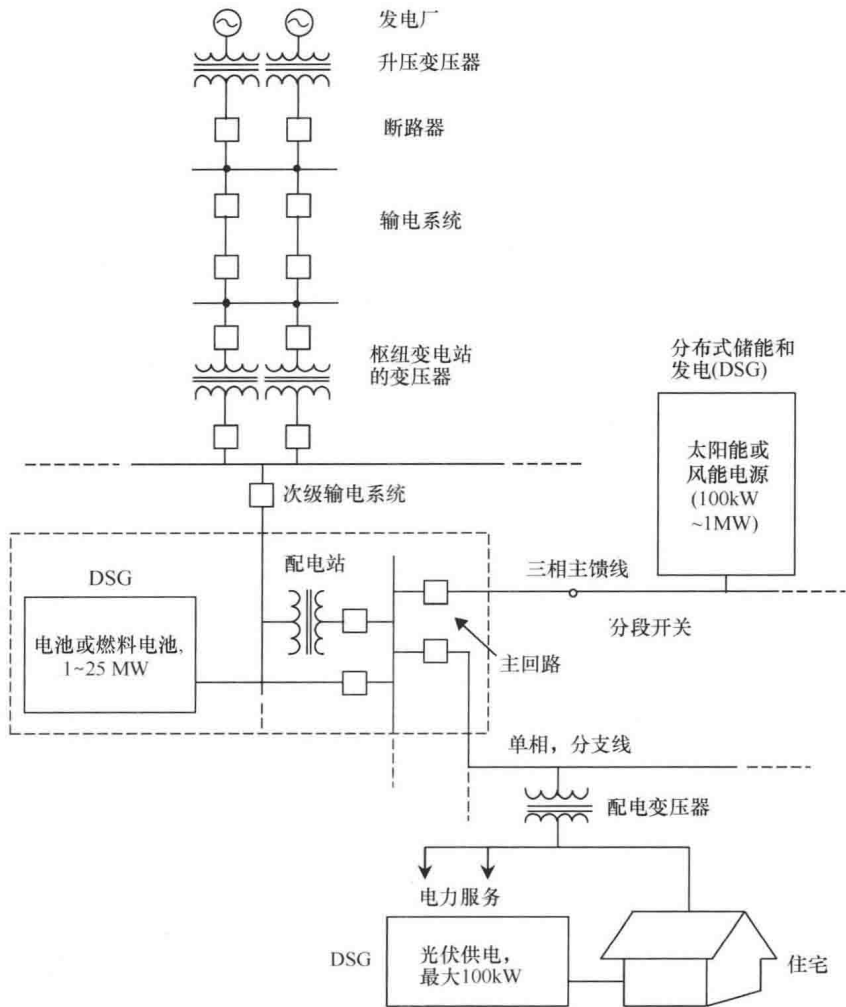 发电厂
升压变压器
断路器
输电系统
枢纽变电站
的变压器
分布式储能和
发电(DSG)
太阳能或
风能电源
(100kW
~1MW)
次级输电系统
DSG
配电站
三相主馈线
电池或燃料电池,
1~25 MW
分段开关
主回路
单相，分支线
配电变压器
电力服务
DSG
光伏供电,
最大100kW
住宅